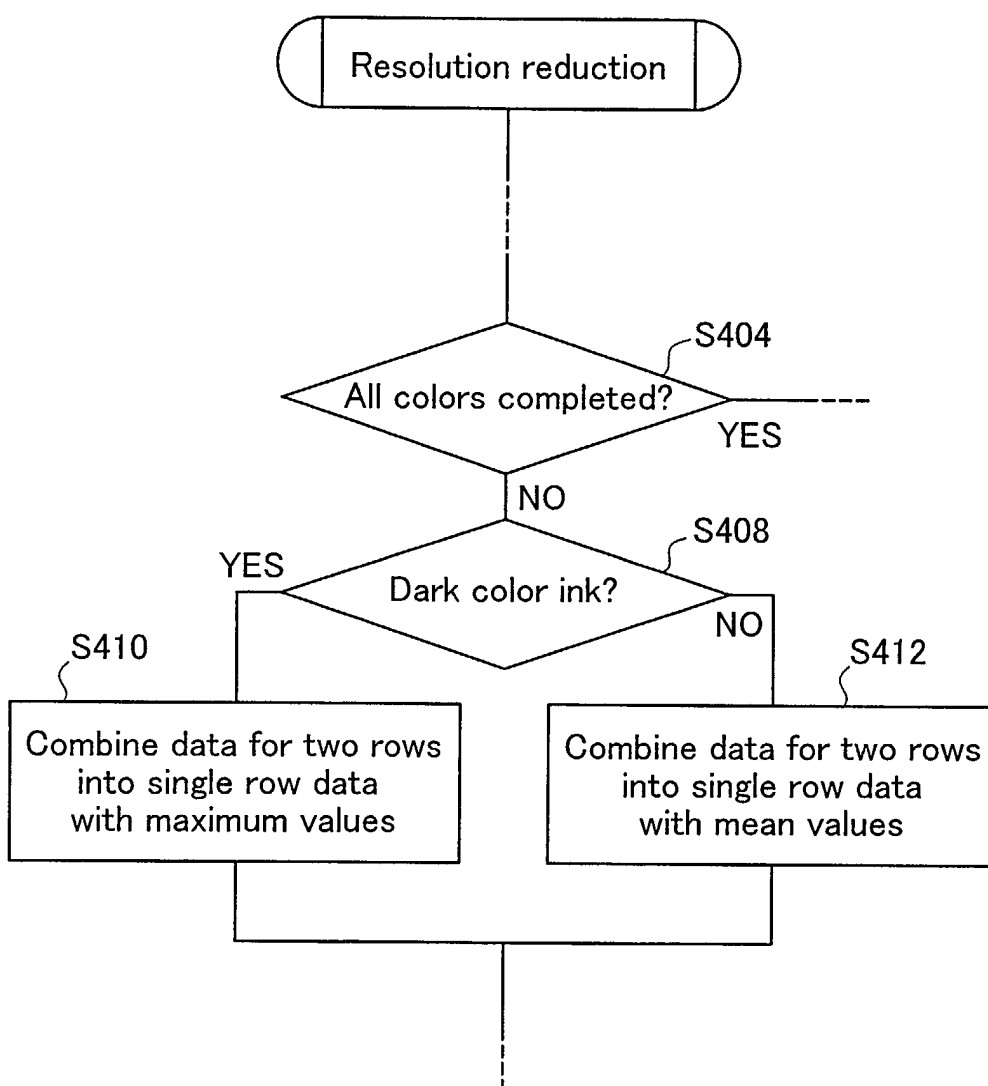 Resolution reduction
S404
All colors completed?
YES
NO
S408
YES
Dark color ink?
NO
S410
S412
Combine data for two rows
into single row data
with maximum values
Combine data for two rows
into single row data
with mean values